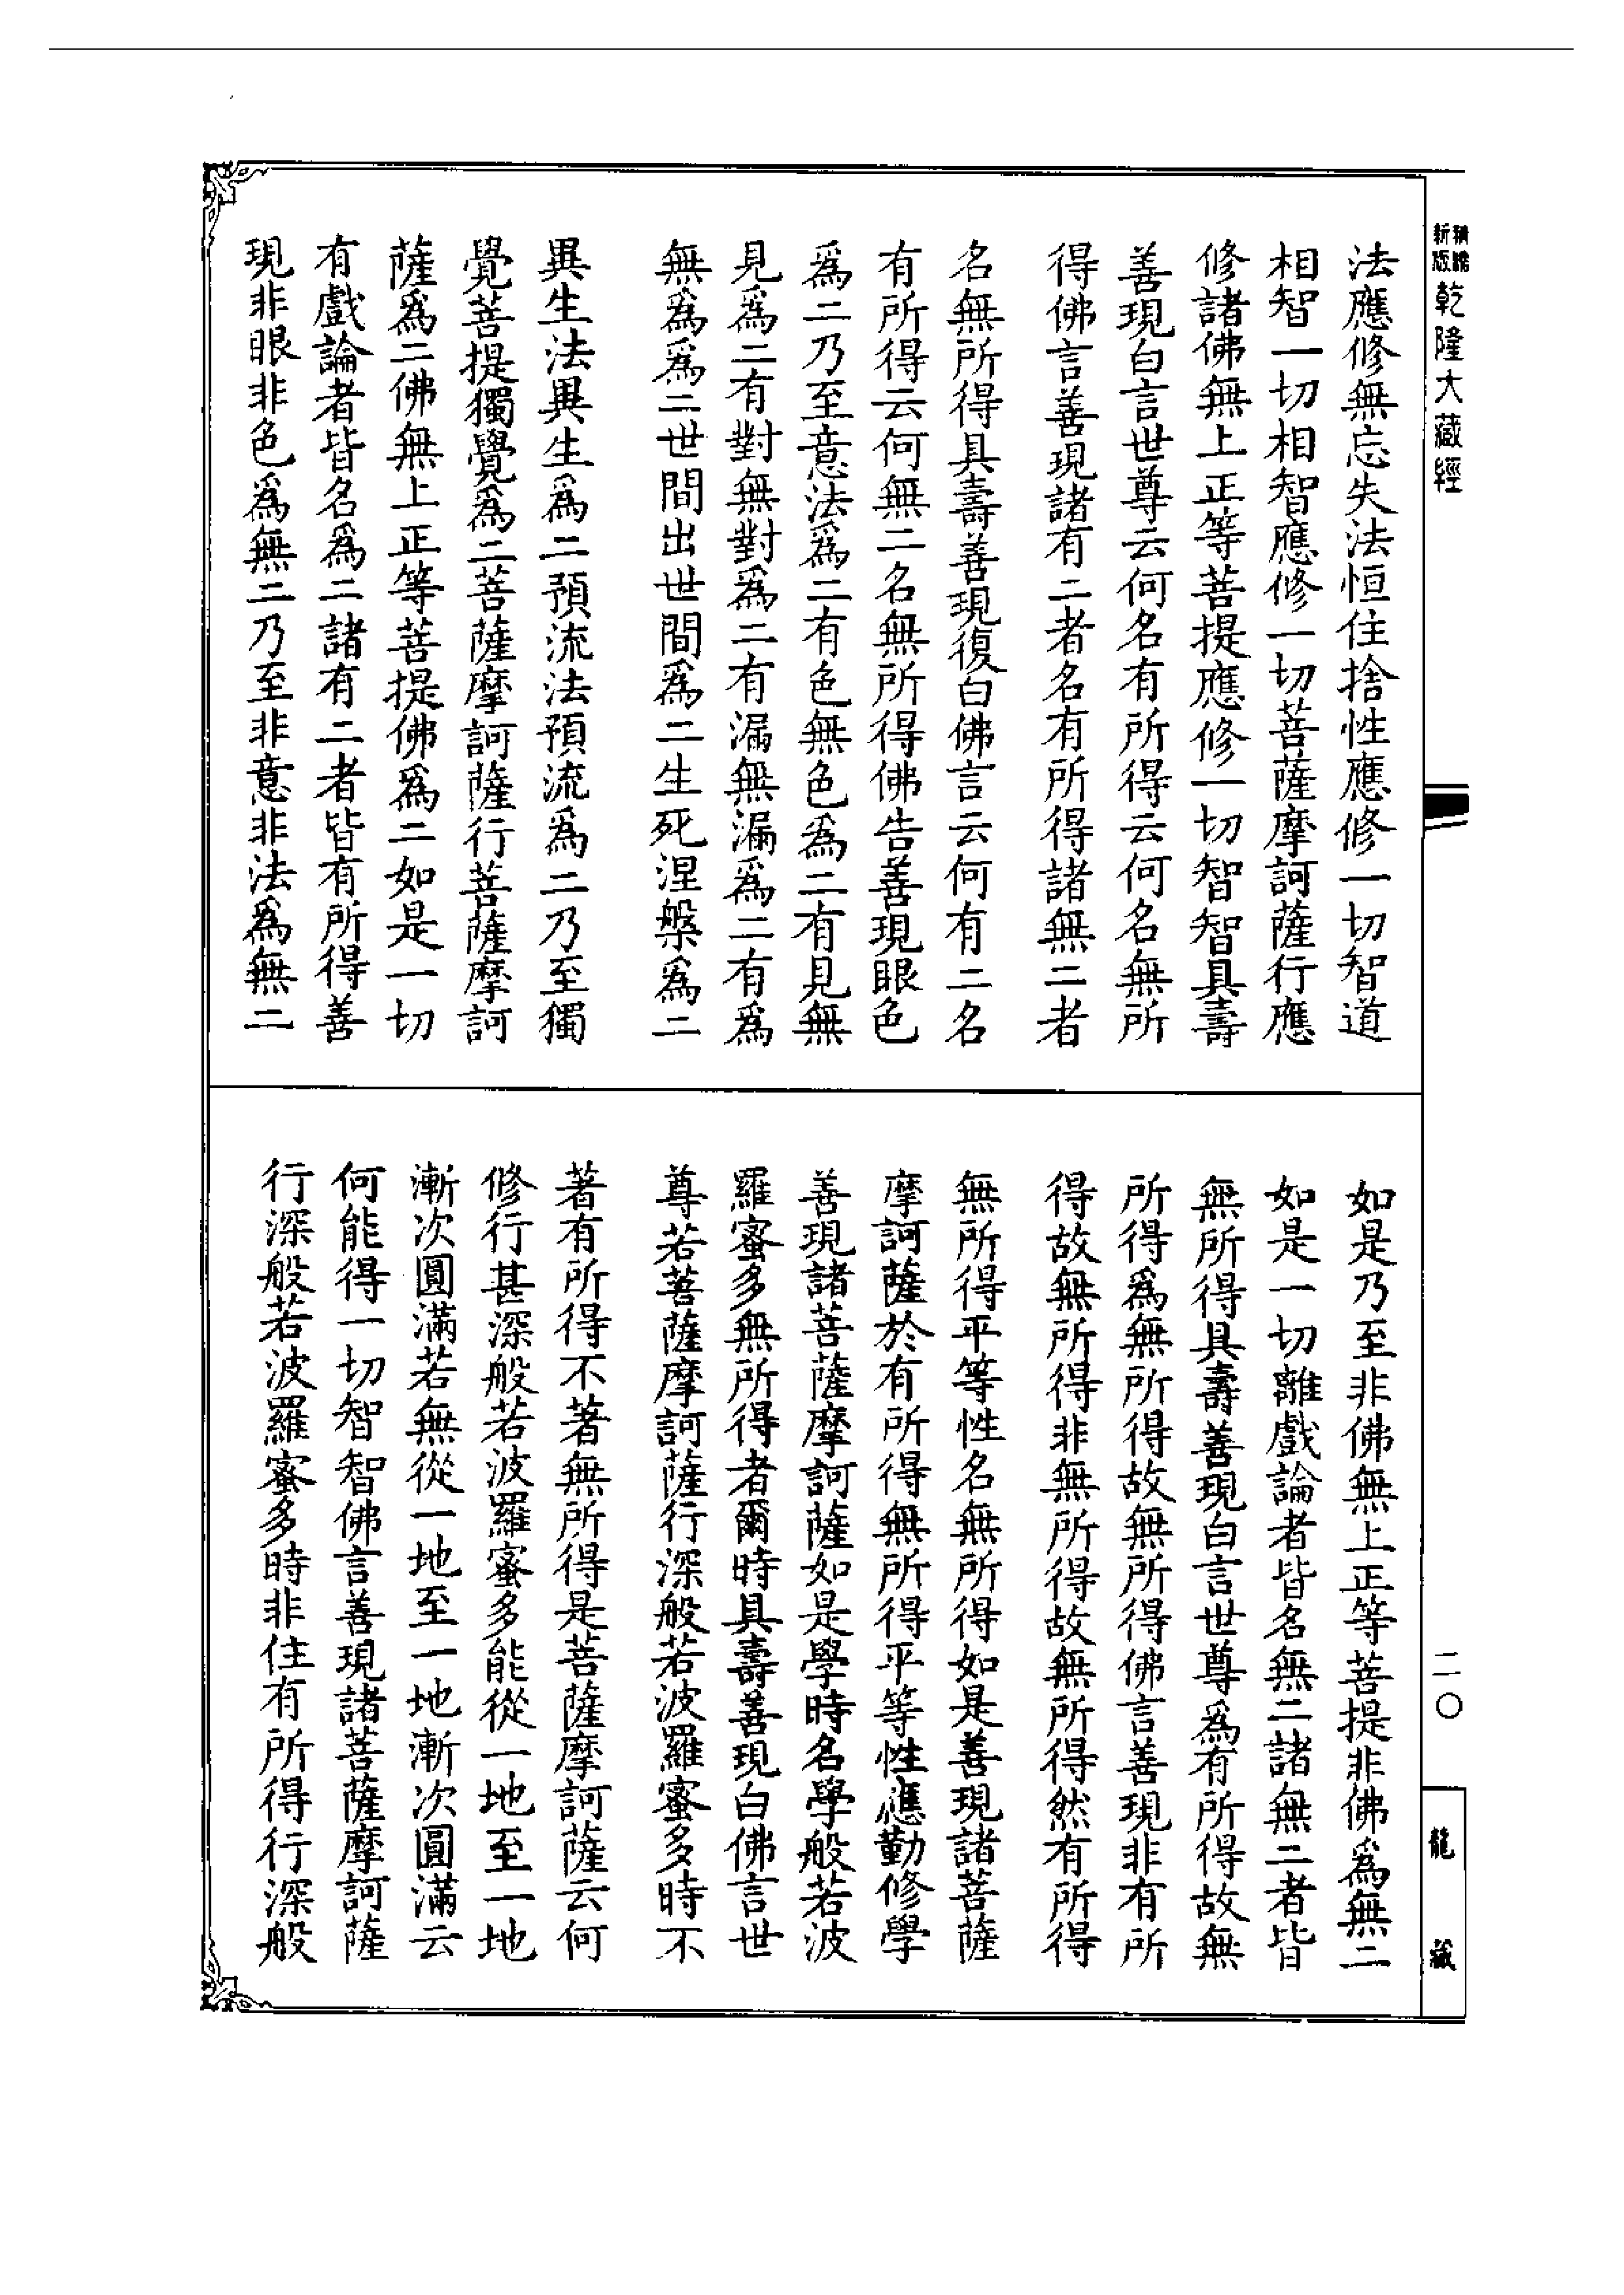 新版
精縮
乾隆大藏經
二〇
龍藏
法應修無忘失法恒住捨性應修一切智道
相智一切相智應修一切菩薩摩訶薩行應
修諸佛無上正等菩提應修一切智智具壽
善現白言世尊云何名有所得云何名無所
得佛言善現諸有二者名有所得諸無二者
名無所得具壽善現復白佛言云何有二名
有所得云何無二名無所得佛告善現眼色
為二乃至意法為二有色無色為二有見無
見為二有對無對為二有漏無漏為二有為
無為為二世間出世間為二生死涅槃為二
異生法異生為二預流法預流為二乃至獨
覺菩提獨覺為二菩薩摩訶薩行菩薩摩訶
薩為二佛無上正等菩提佛為二如是一切
有戲論者皆名為二諸有二者皆有所得善
現非眼非色為無二乃至非意非法為無二
如是乃至非佛無上正等菩提非佛為無二
如是一切離戲論者皆名無二諸無二者皆
無所得具壽善現白言世尊為有所得故無
所得為無所得故無所得佛言善現非有所
得故無所得非無所得故無所得然有所得
無所得平等性名無所得如是善現諸菩薩
摩訶薩於有所得無所得平等性應勤修學
善現諸菩薩摩訶薩如是學時名學般若波
羅蜜多無所得者爾時具壽善現白佛言世
尊若菩薩摩訶薩行深般若波羅蜜多時不
著有所得不著無所得是菩薩摩訶薩云何
修行甚深般若波羅蜜多能從一地至一地
漸次圓滿若無從一地至一地漸次圓滿云
何能得一切智智佛言善現諸菩薩摩訶薩
行深般若波羅蜜多時非住有所得行深般